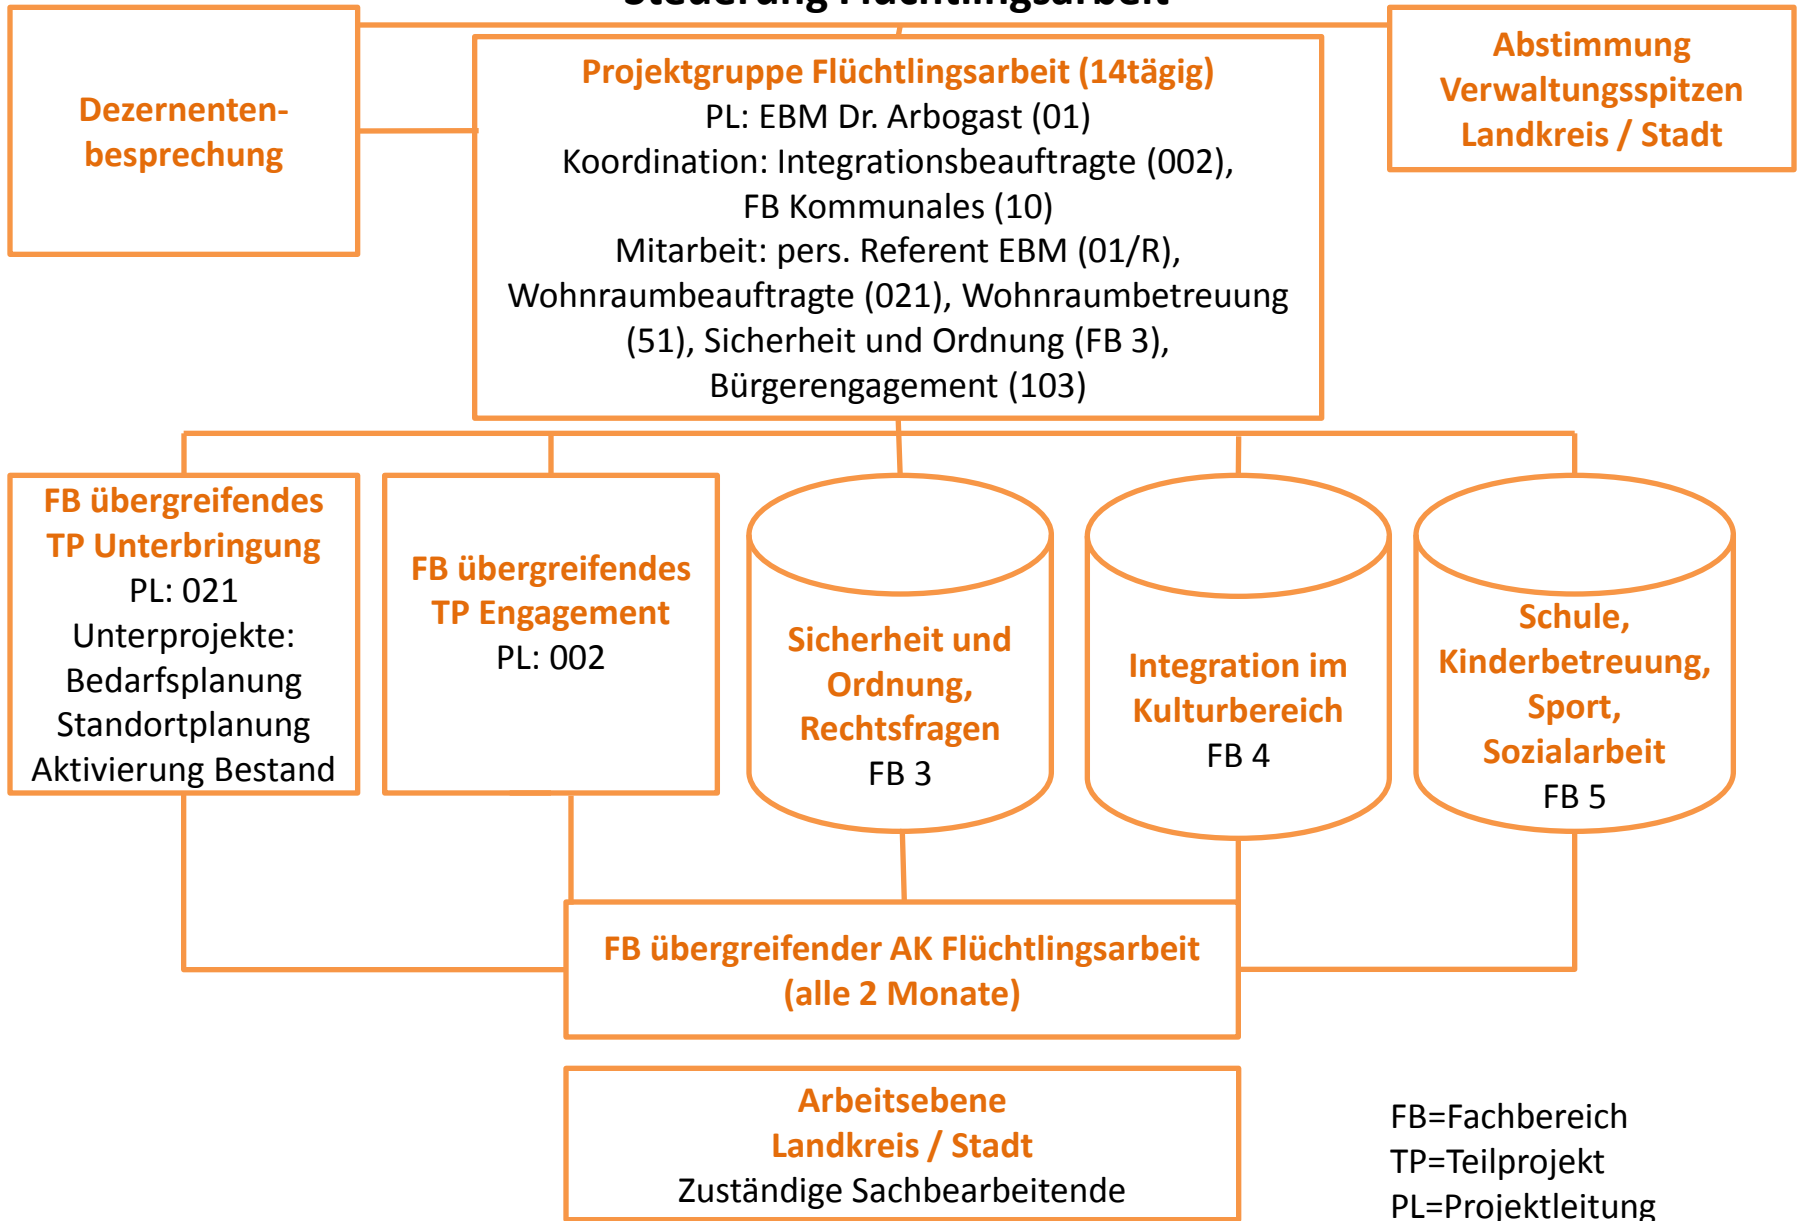 Steuerung Flüchtlingsarbeit
Dezernenten-
besprechung
Projektgruppe Flüchtlingsarbeit (14tägig)
PL: EBM Dr. Arbogast (01)
Koordination: Integrationsbeauftragte (002),
FB Kommunales (10)
Mitarbeit: pers. Referent EBM (01/R),
Wohnraumbeauftragte (021), Wohnraumbetreuung
(51), Sicherheit und Ordnung (FB 3),
Bürgerengagement (103)
Abstimmung
Verwaltungsspitzen
Landkreis / Stadt
FB übergreifendes
TP Unterbringung
PL: 021
Unterprojekte:
Bedarfsplanung
Standortplanung
Aktivierung Bestand
FB übergreifendes
TP Engagement
PL: 002
Sicherheit und
Ordnung,
Rechtsfragen
FB 3
Integration im
Kulturbereich
FB 4
Schule,
Kinderbetreuung,
Sport,
Sozialarbeit
FB 5
FB übergreifender AK Flüchtlingsarbeit
(alle 2 Monate)
Arbeitsebene
Landkreis / Stadt
Zuständige Sachbearbeitende
FB=Fachbereich
TP=Teilprojekt
PL=Projektleitung